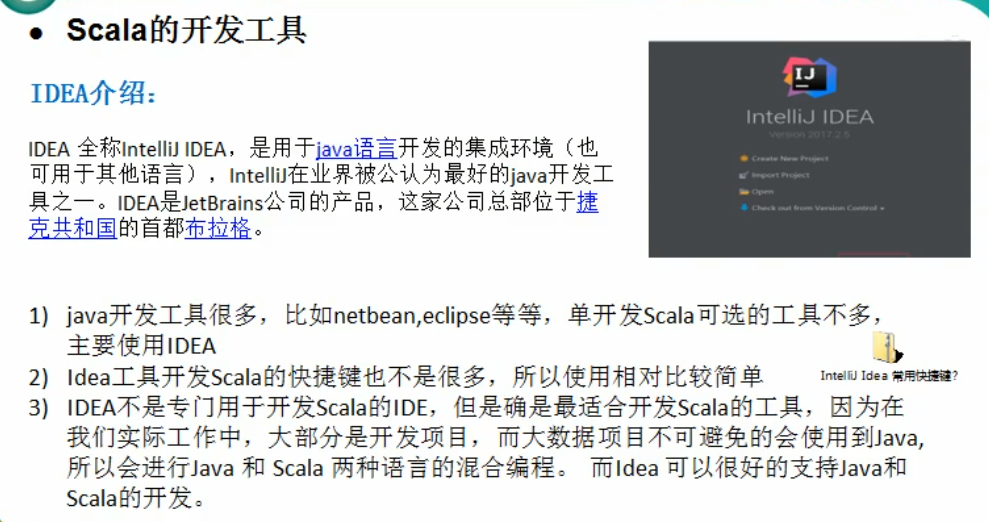 ● Scala的开发工具
IDEA介绍：
IDEA 全称IntelliJ IDEA，是用于java语言开发的集成环境（也
可用于其他语言），IntelliJ在业界被公认为最好的java开发工
具之一。IDEA是JetBrains公司的产品，这家公司总部位于捷
克共和国的首都布拉格。
IJ
IntelliJ IDEA
Version 2017.2.5
Create New Project
Import Project
Open
Check out from Version Control
1) java开发工具很多，比如netbean,eclipse等等，单开发Scala可选的工具不多，
主要使用IDEA
2) Idea工具开发Scala的快捷键也不是很多，所以使用相对比较简单
IntelliJ Idea 常用快捷键?
3) IDEA不是专门用于开发Scala的IDE，但是确是最适合开发Scala的工具，因为在
我们实际工作中，大部分是开发项目，而大数据项目不可避免的会使用到Java,
所以会进行Java 和 Scala 两种语言的混合编程。 而Idea 可以很好的支持Java和
Scala的开发。